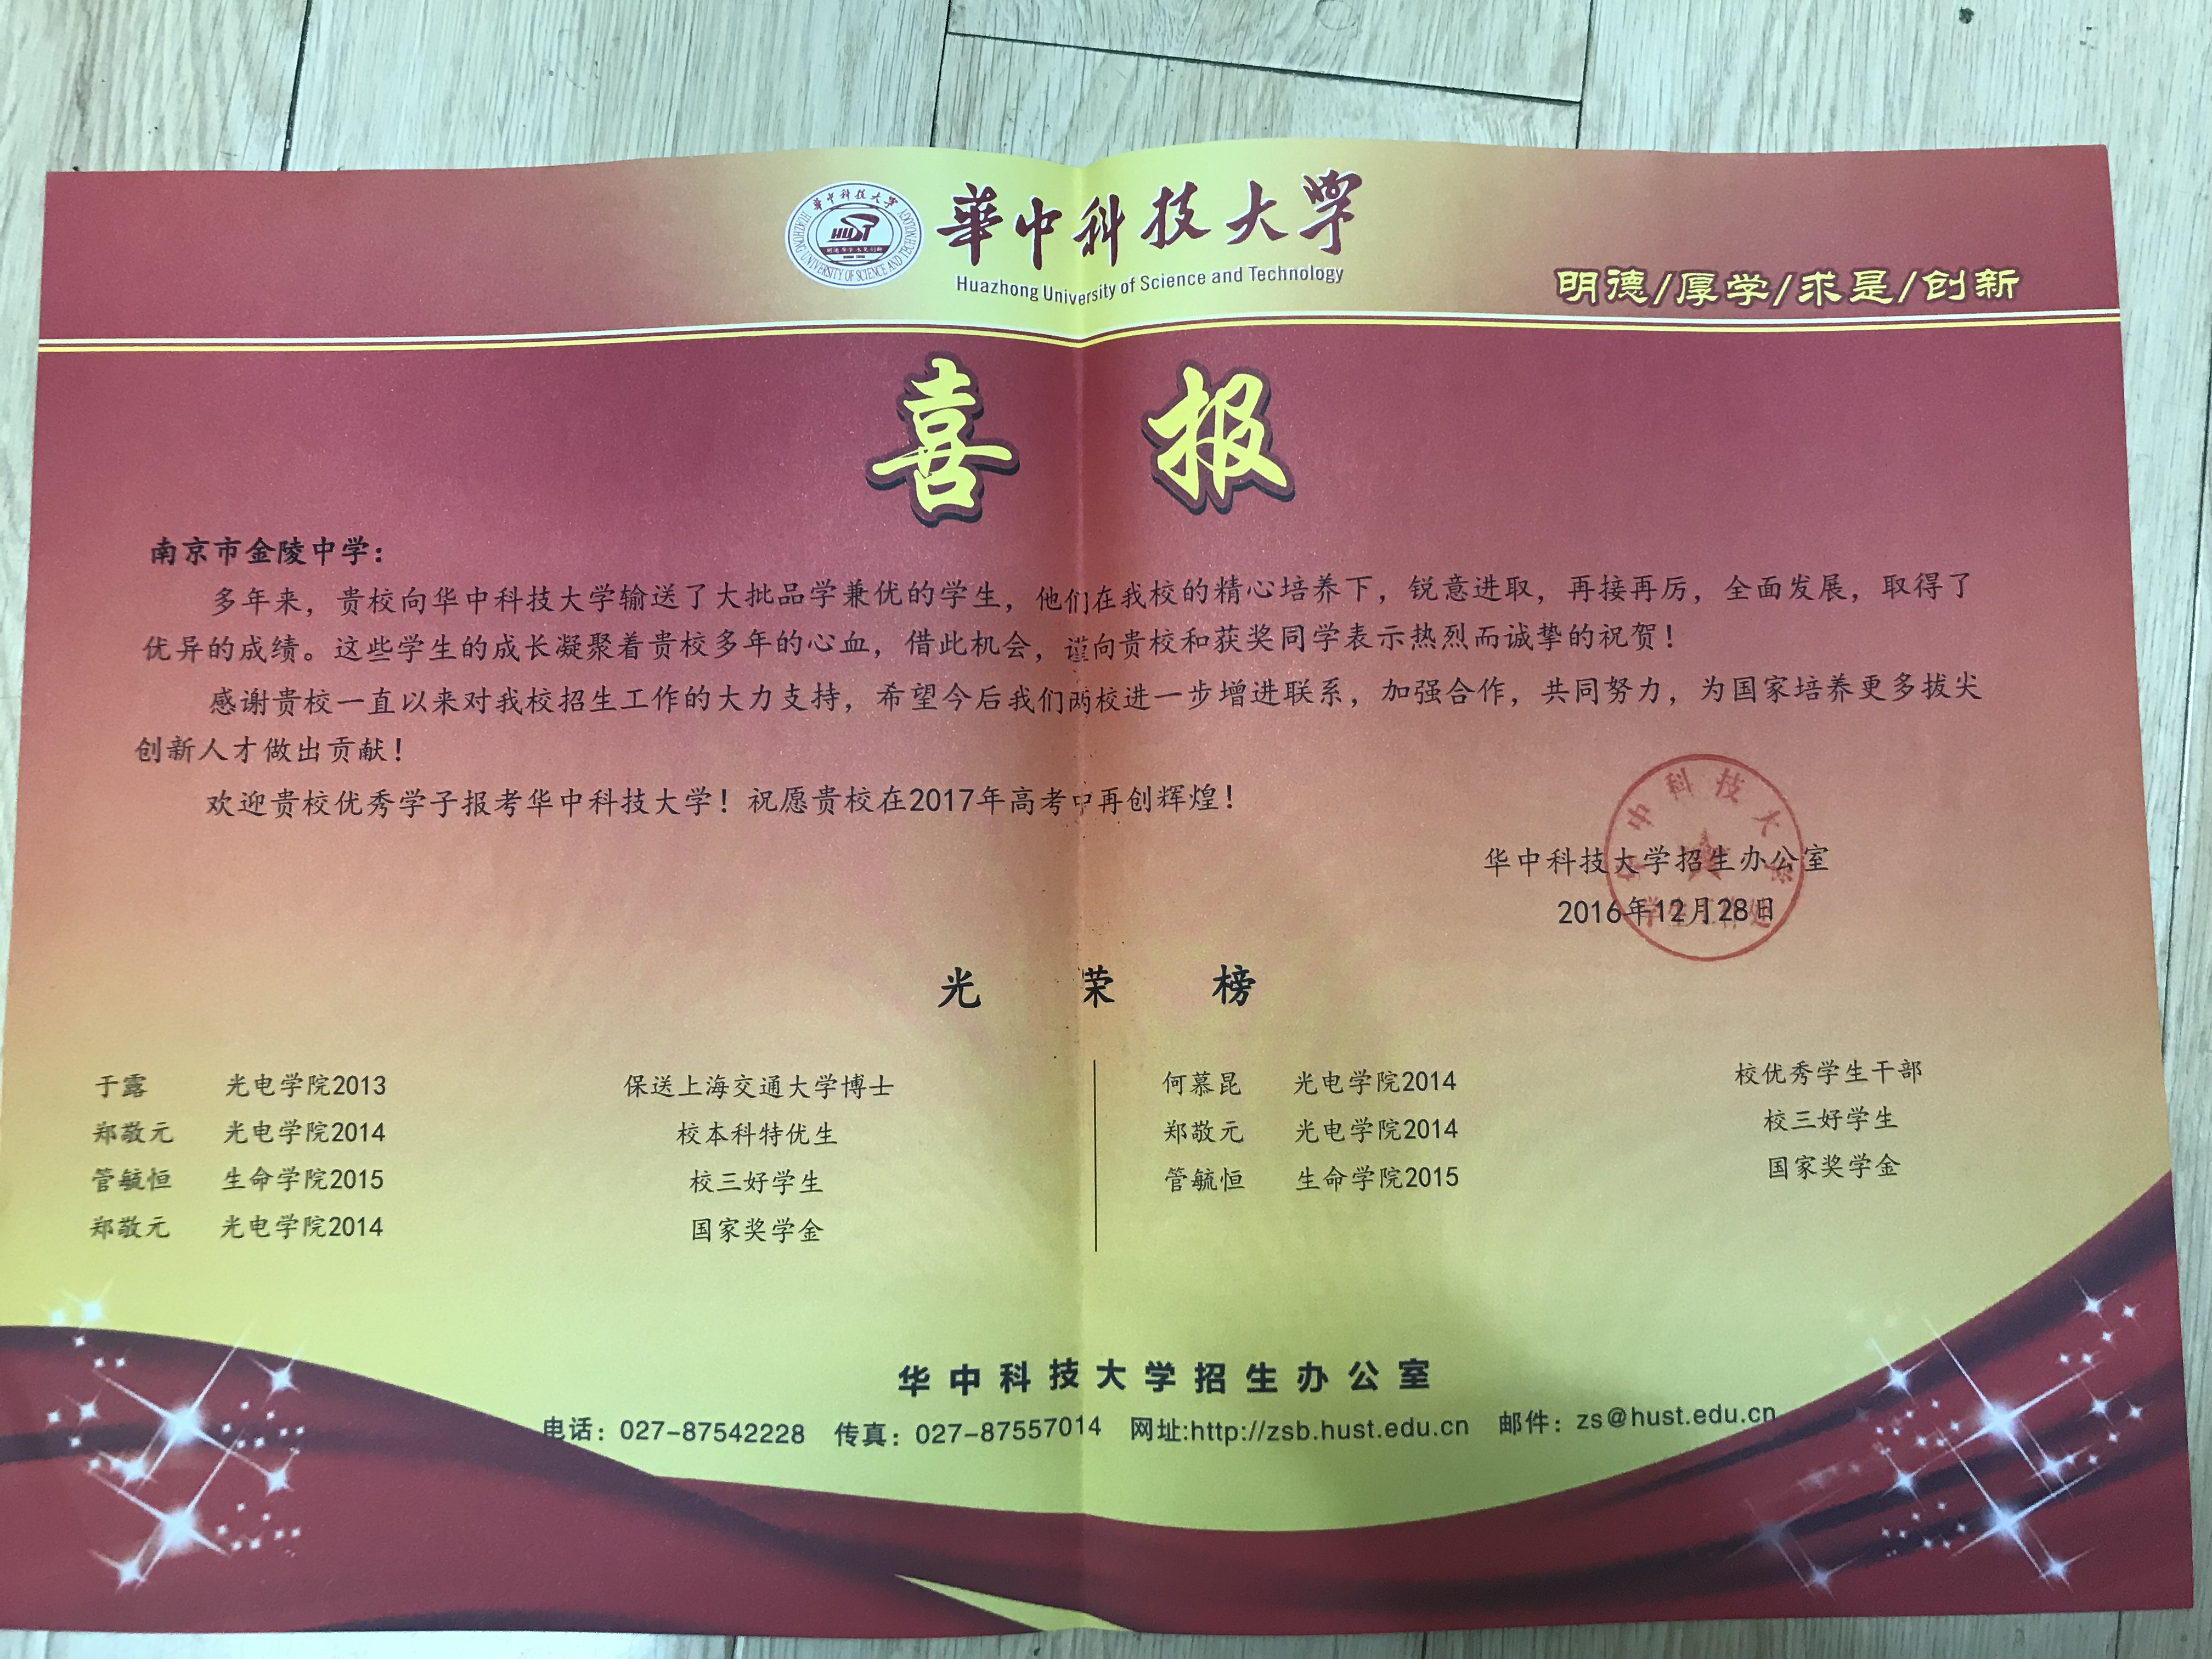 華中科技大学
Huazhong University of Science and Technology
明德/厚学/求是/创新
喜 报
南京市金陵中学：
多年来，贵校向华中科技大学输送了大批品学兼优的学生，他们在我校的精心培养下，锐意进取，再接再厉，全面发展，取得了
优异的成绩。这些学生的成长凝聚着贵校多年的心血，借此机会，谨向贵校和获奖同学表示热烈而诚挚的祝贺！
感谢贵校一直以来对我校招生工作的大力支持，希望今后我们两校进一步增进联系，加强合作，共同努力，为国家培养更多拔尖
创新人才做出贡献！
欢迎贵校优秀学子报考华中科技大学！祝愿贵校在2017年高考中再创辉煌！
华中科技大学招生办公室
2016年12月28日
光 荣 榜
于露 光电学院2013 保送上海交通大学博士
郑敬元 光电学院2014 校本科特优生
管毓恒 生命学院2015 校三好学生
郑敬元 光电学院2014 国家奖学金
何慕昆 光电学院2014 校优秀学生干部
郑敬元 光电学院2014 校三好学生
管毓恒 生命学院2015 国家奖学金
华中科技大学招生办公室
电话：027-87542228 传真：027-87557014 网址:http://zsb.hust.edu.cn 邮件：zs@hust.edu.cn